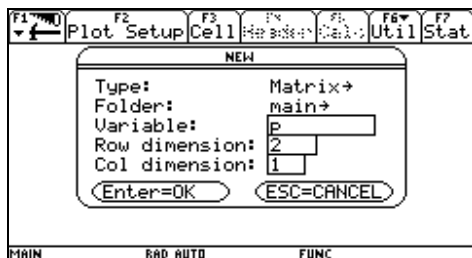 F1 F2 F3 F4 F5 F6 F7
Plot Setup Cell Header Calc Util Stat
NEW
Type: Matrix→
Folder: main→
Variable: p
Row dimension: 2
Col dimension: 1
Enter=OK ESC=CANCEL
MAIN RAD AUTO FUNC